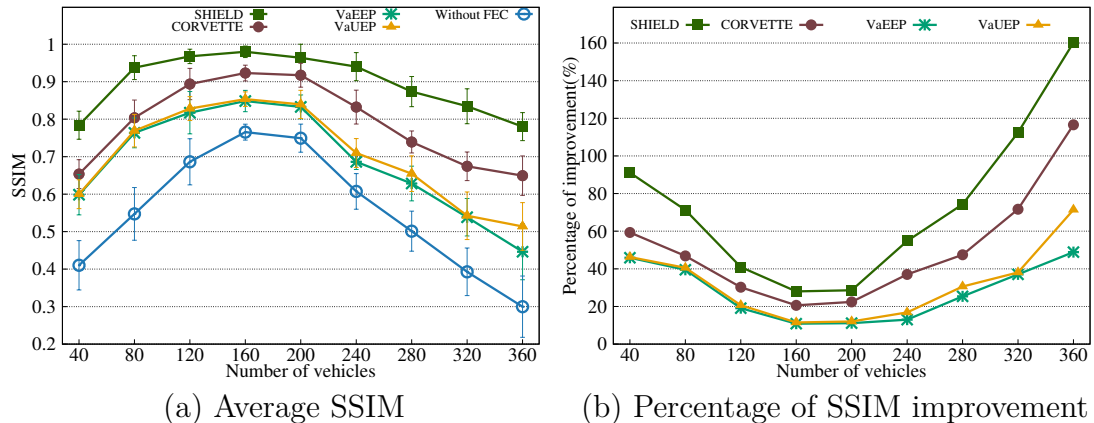 SHIELD
CORVETTE
VaEEP
VaUEP
Without FEC
1
0.9
0.8
0.7
0.6
0.5
0.4
0.3
0.2
SSIM
40 80 120 160 200 240 280 320 360
Number of vehicles
(a) Average SSIM
SHIELD CORVETTE VaEEP VaUEP
160
140
120
100
80
60
40
20
0
Percentage of improvement(%)
40 80 120 160 200 240 280 320 360
Number of vehicles
(b) Percentage of SSIM improvement